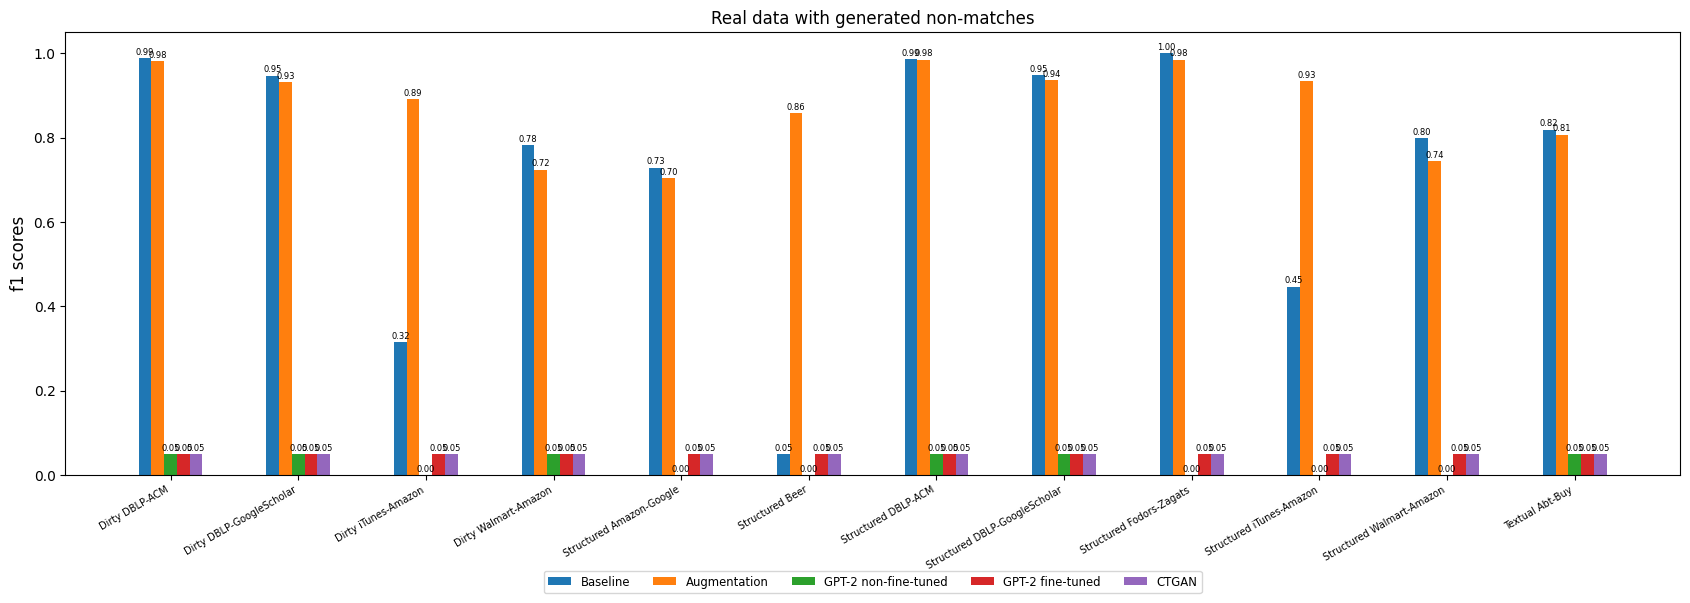 Real data with generated non-matches
f1 scores
1.0
0.8
0.6
0.4
0.2
0.0
0.99 0.98 0.05 0.05 0.05
0.95 0.93 0.05 0.05 0.05
0.32 0.89 0.00 0.05 0.05
0.78 0.72 0.05 0.05 0.05
0.73 0.70 0.00 0.05 0.05
0.05 0.86 0.00 0.05 0.05
0.99 0.98 0.05 0.05 0.05
0.95 0.94 0.05 0.05 0.05
1.00 0.98 0.00 0.05 0.05
0.45 0.93 0.00 0.05 0.05
0.80 0.74 0.00 0.05 0.05
0.82 0.81 0.05 0.05 0.05
Dirty DBLP-ACM
Dirty DBLP-GoogleScholar
Dirty iTunes-Amazon
Dirty Walmart-Amazon
Structured Amazon-Google
Structured Beer
Structured DBLP-ACM
Structured DBLP-GoogleScholar
Structured Fodors-Zagats
Structured iTunes-Amazon
Structured Walmart-Amazon
Textual Abt-Buy
Baseline Augmentation GPT-2 non-fine-tuned GPT-2 fine-tuned CTGAN